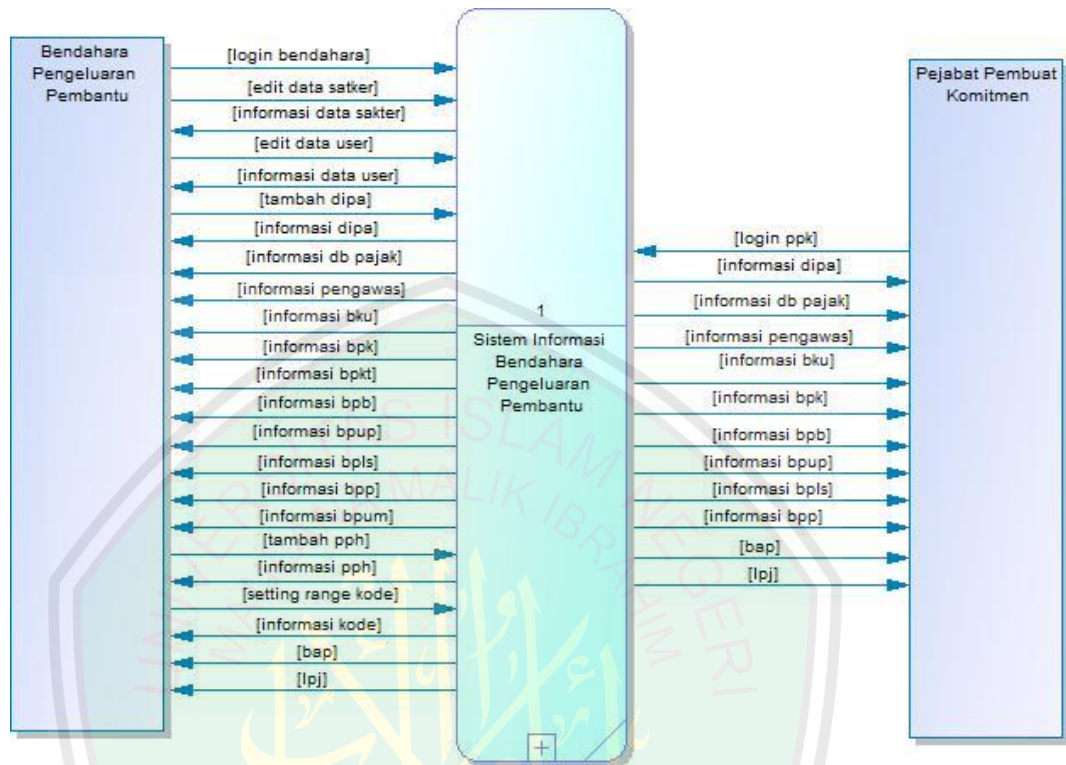 Bendahara
Pengeluaran
Pembantu
[login bendahara]
[edit data satker]
[informasi data sakter]
[edit data user]
[informasi data user]
[tambah dipa]
[informasi dipa]
[informasi db pajak]
[informasi pengawas]
[informasi bku]
[informasi bpk]
[informasi bpkt]
[informasi bpb]
[informasi bpup]
[informasi bpls]
[informasi bpp]
[informasi bpum]
[tambah pph]
[informasi pph]
[setting range kode]
[informasi kode]
[bap]
[lpj]
1
Sistem Informasi
Bendahara
Pengeluaran
Pembantu
[login ppk]
[informasi dipa]
[informasi db pajak]
[informasi pengawas]
[informasi bku]
[informasi bpk]
[informasi bpb]
[informasi bpup]
[informasi bpls]
[informasi bpp]
[bap]
[lpj]
Pejabat Pembuat
Komitmen
ISLAM NEGERI
MALIK IBRAHIM